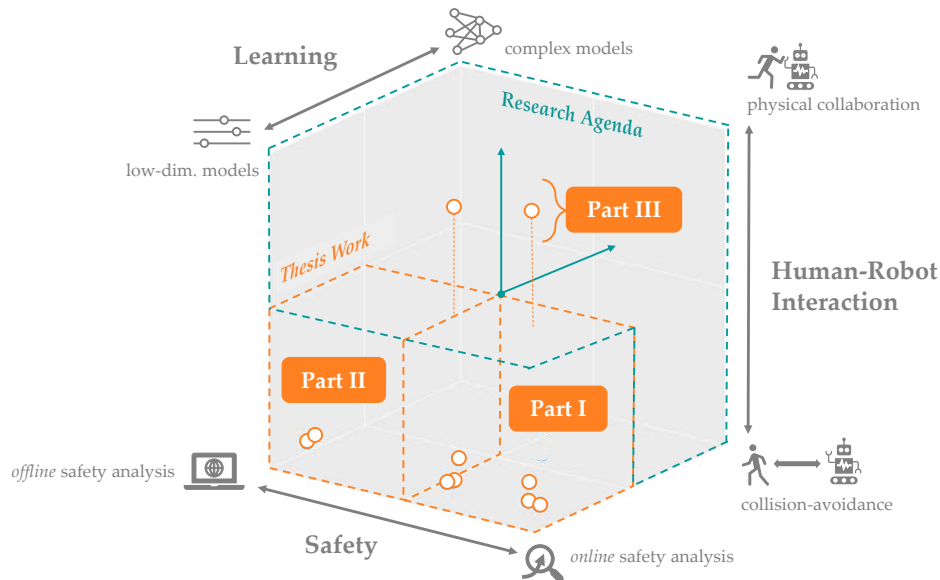 Learning
complex models
low-dim. models
physical collaboration
Research Agenda
Part III
Thesis Work
Human-Robot
Interaction
Part II
Part I
offline safety analysis
collision-avoidance
Safety
online safety analysis